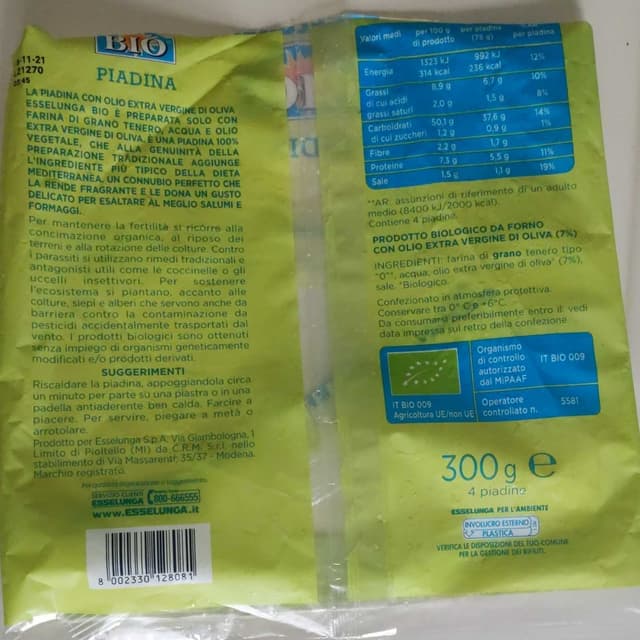 BIO
-11-21
21270
PIADINA
LA PIADINA CON OLIO EXTRA VERGINE DI OLIVA
ESSELUNGA BIO È PREPARATA SOLO CON
FARINA DI GRANO TENERO, ACQUA E OLIO
EXTRA VERGINE DI OLIVA. È UNA PIADINA 100%
VEGETALE, CHE ALLA GENUINITÀ DELLA
PREPARAZIONE TRADIZIONALE AGGIUNGE
L'INGREDIENTE PIÙ TIPICO DELLA DIETA
MEDITERRANEA, UN CONNUBIO PERFETTO CHE
LA RENDE FRAGRANTE E LE DONA UN GUSTO
DELICATO PER ESALTARE AL MEGLIO SALUMI E
FORMAGGI.
Per mantenere la fertilità si ricorre alla
concimazione organica, al riposo dei
terreni e alla rotazione delle colture. Contro
i parassiti si utilizzano rimedi tradizionali e
antagonisti utili come le coccinelle o gli
uccelli insettivori. Per sostenere
l'ecosistema si piantano, accanto alle
colture, siepi e alberi che servono anche da
barriera contro la contaminazione da
pesticidi accidentalmente trasportati dal
vento. I prodotti biologici sono ottenuti
senza impiego di organismi geneticamente
modificati e/o prodotti derivati.
SUGGERIMENTI
Riscaldare la piadina, appoggiandola circa
un minuto per parte su una piastra o in una
padella antiaderente ben calda. Farcire a
piacere. Per servire, piegare a metà o
arrotolare.
Prodotto per Esselunga S.p.A. Via Giambologna, 1
Limito di Pioltello (MI) da C.R.M. S.r.l. nello
stabilimento di Via Massarenti, 35/37 - Modena.
Marchio registrato.
Per qualsiasi informazione o suggerimento
SERVIZIO CLIENTI
ESSELUNGA 800-666555
www.ESSELUNGA.it
8 002330 128081
Valori medi per 100 g di prodotto per piadina (75 g) per piadina
Energia 1323 kJ 314 kcal 992 kJ 236 kcal 12%
Grassi 8,9 g 6,7 g 10%
di cui acidi grassi saturi 2,0 g 1,5 g 8%
Carboidrati 50,1 g 37,6 g 14%
di cui zuccheri 1,2 g 0,9 g 1%
Fibre 2,2 g 1,7 g
Proteine 7,3 g 5,5 g 11%
Sale 1,5 g 1,1 g 19%
**AR: assunzioni di riferimento di un adulto
medio (8400 kJ/2000 kcal).
Contiene 4 piadine.
PRODOTTO BIOLOGICO DA FORNO
CON OLIO EXTRA VERGINE DI OLIVA (7%)
INGREDIENTI: farina di grano tenero tipo
"0"*, acqua, olio extra vergine di oliva* (7%),
sale. *Biologico.
Confezionato in atmosfera protettiva.
Conservare tra 0° C e +6°C.
Da consumarsi preferibilmente entro il: vedi
data impressa sul retro della confezione.
Organismo
di controllo
autorizzato
dal MiPAAF
IT BIO 009
IT BIO 009
Agricoltura UE/non UE
Operatore
controllato n.
5581
300 g e
4 piadine
ESSELUNGA PER L'AMBIENTE
INVOLUCRO ESTERNO
PLASTICA
VERIFICA LE DISPOSIZIONI DEL TUO COMUNE
PER LA GESTIONE DEI RIFIUTI.